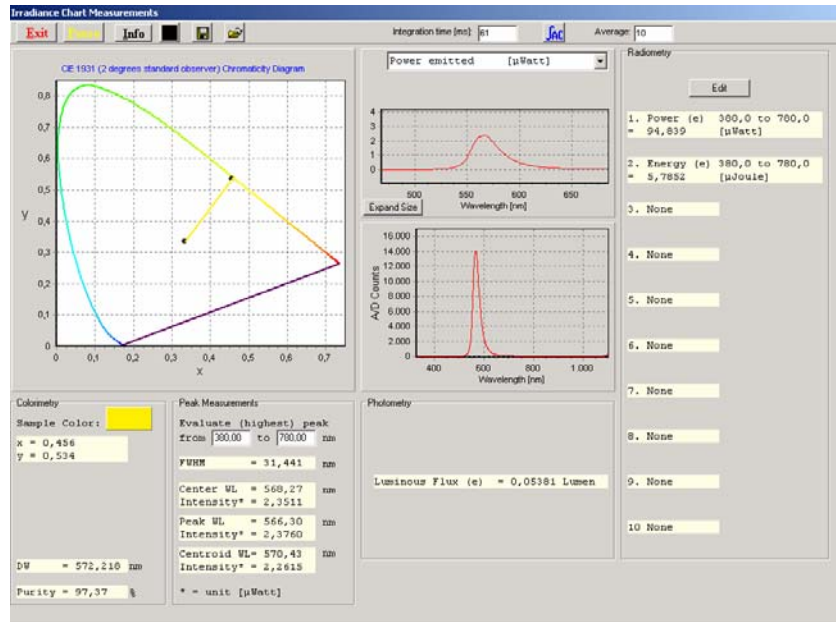 Irradiance Chart Measurements
Exit Pause Info Integration time [ms]: 61 JAC Average: 10
CIE 1931 (2 degrees standard observer) Chromaticity Diagram
0,8
0,7
0,6
0,5
0,4
0,3
0,2
0,1
0
y
0 0,1 0,2 0,3 0,4 0,5 0,6 0,7
x
Power emitted [µWatt]
4
3
2
1
0
500 550 600 650
Expand Size Wavelength [nm]
16.000
14.000
12.000
10.000
8.000
6.000
4.000
2.000
0
A/D Counts
400 600 800 1.000
Wavelength [nm]
Radiometry
Edit
1. Power (e) 380,0 to 780,0
= 94,839 [µWatt]
2. Energy (e) 380,0 to 780,0
= 5,7852 [µJoule]
3. None
4. None
5. None
6. None
7. None
8. None
9. None
10 None
Colorimetry
Sample Color:
x = 0,456
y = 0,534
DW = 572,218 nm
Purity = 97,37 %
Peak Measurements
Evaluate (highest) peak
from 380.00 to 780.00 nm
FWHM = 31,441 nm
Center WL = 568,27 nm
Intensity* = 2,3511
Peak WL = 566,30 nm
Intensity* = 2,3760
Centroid WL= 570,43 nm
Intensity* = 2,2615
* = unit [µWatt]
Photometry
Luminous Flux (e) = 0,05381 Lumen